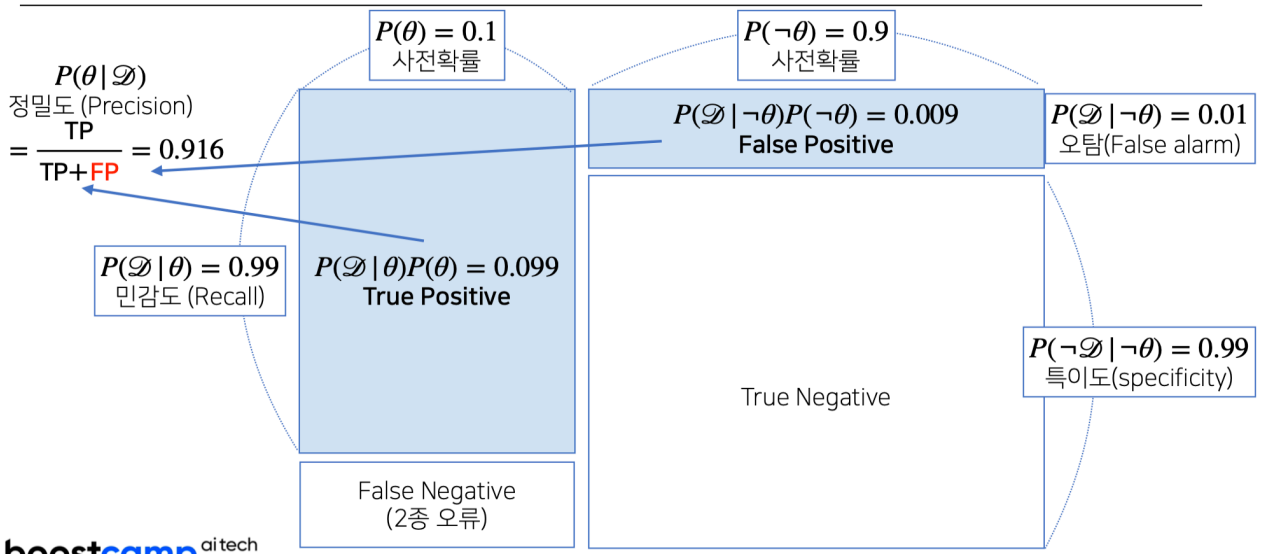 P(θ) = 0.1
사전확률
P(¬θ) = 0.9
사전확률
P(θ|𝒟)
정밀도 (Precision)
= TP / TP+FP = 0.916
P(𝒟|¬θ)P(¬θ) = 0.009
False Positive
P(𝒟|¬θ) = 0.01
오탐(False alarm)
P(𝒟|θ) = 0.99
민감도 (Recall)
P(𝒟|θ)P(θ) = 0.099
True Positive
P(¬𝒟|¬θ) = 0.99
특이도(specificity)
True Negative
False Negative
(2종 오류)
boostcamp ai tech